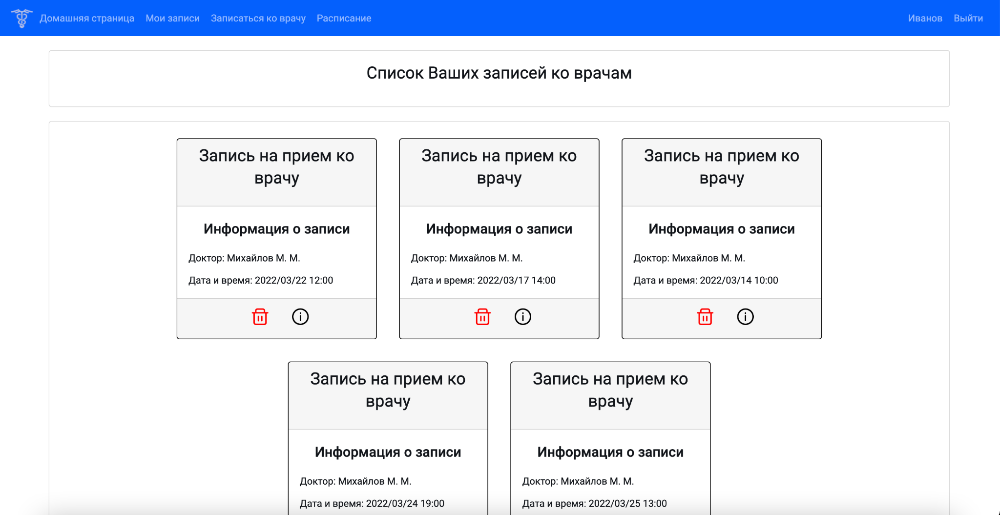 Домашняя страница
Мои записи
Записаться ко врачу
Расписание
Иванов
Выйти
Список Ваших записей ко врачам
Запись на прием ко
врачу
Информация о записи
Доктор: Михайлов М. М.
Дата и время: 2022/03/22 12:00
Запись на прием ко
врачу
Информация о записи
Доктор: Михайлов М. М.
Дата и время: 2022/03/17 14:00
Запись на прием ко
врачу
Информация о записи
Доктор: Михайлов М. М.
Дата и время: 2022/03/14 10:00
Запись на прием ко
врачу
Информация о записи
Доктор: Михайлов М. М.
Дата и время: 2022/03/24 19:00
Запись на прием ко
врачу
Информация о записи
Доктор: Михайлов М. М.
Дата и время: 2022/03/25 13:00